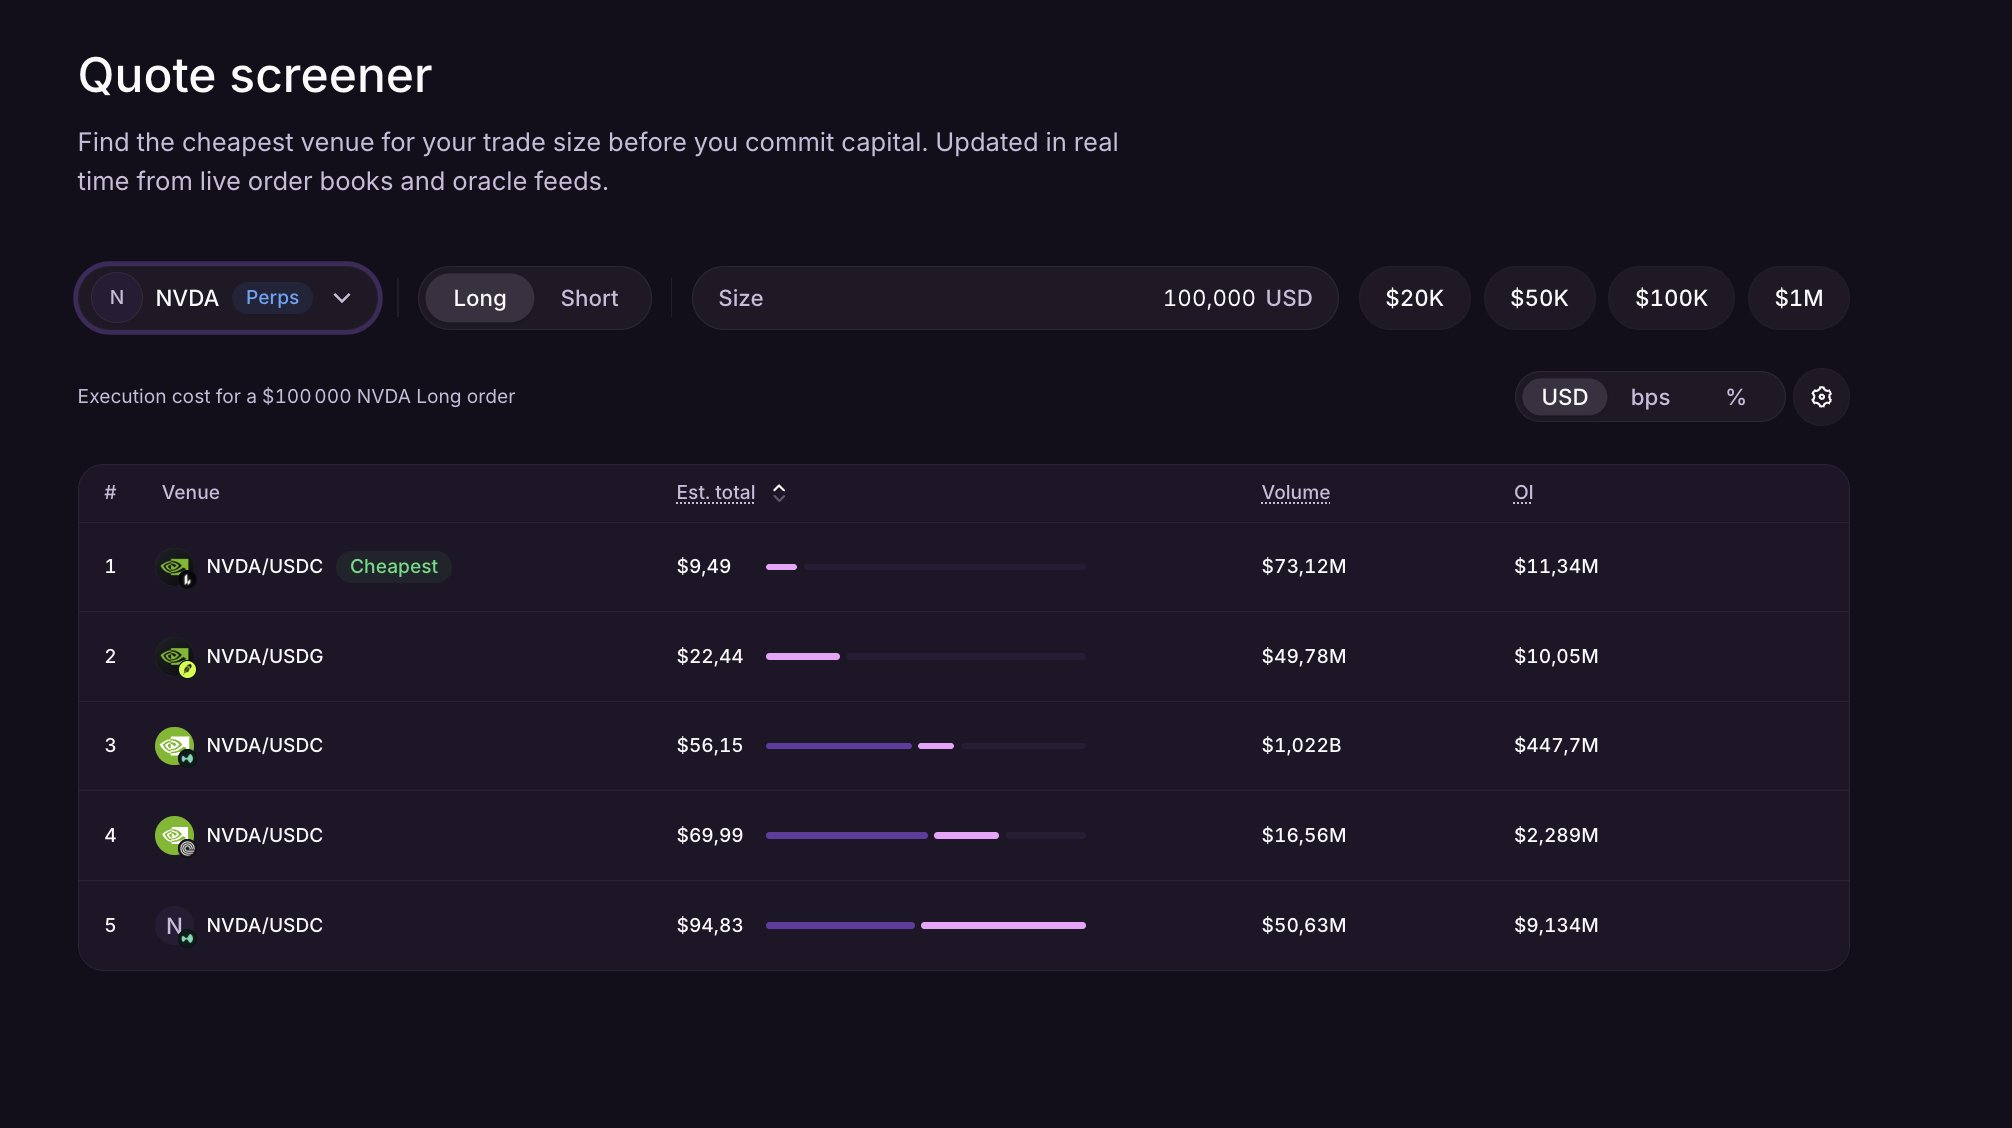 Quote screener
Find the cheapest venue for your trade size before you commit capital. Updated in real
time from live order books and oracle feeds.
N NVDA Perps Long Short Size 100,000 USD $20K $50K $100K $1M
Execution cost for a $100 000 NVDA Long order USD bps %
# Venue Est. total Volume OI
1 NVDA/USDC Cheapest $9,49 $73,12M $11,34M
2 NVDA/USDG $22,44 $49,78M $10,05M
3 NVDA/USDC $56,15 $1,022B $447,7M
4 NVDA/USDC $69,99 $16,56M $2,289M
5 N NVDA/USDC $94,83 $50,63M $9,134M